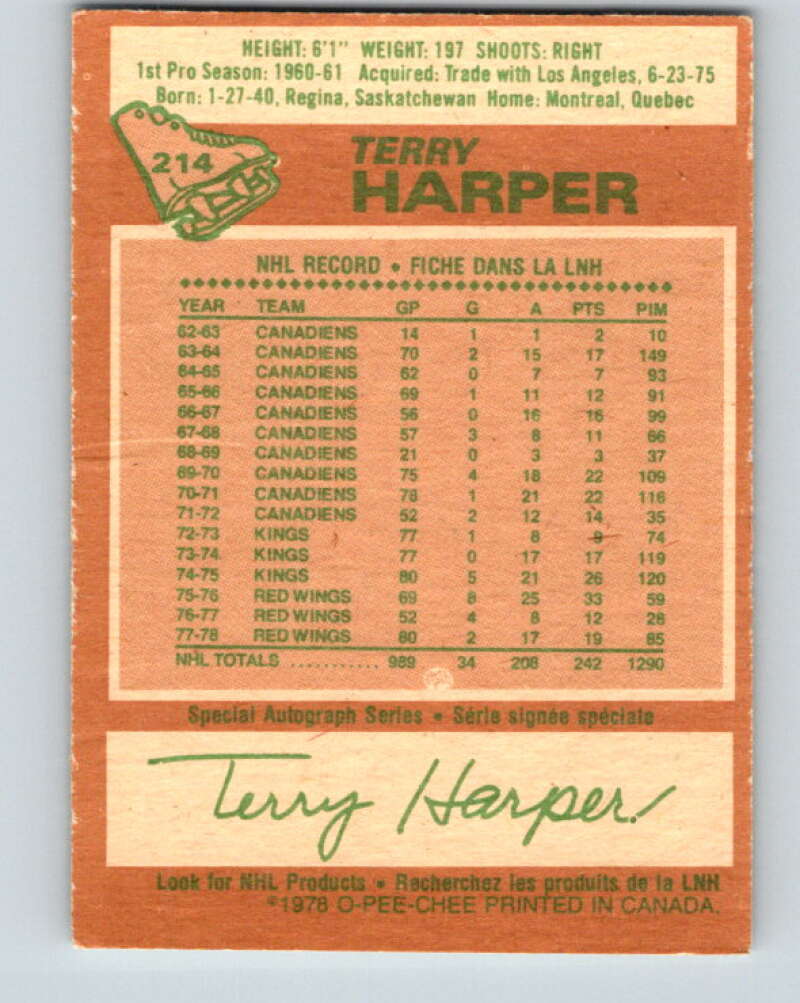 HEIGHT: 6'1" WEIGHT: 197 SHOOTS: RIGHT
1st Pro Season: 1960-61 Acquired: Trade with Los Angeles, 6-23-75
Born: 1-27-40, Regina, Saskatchewan Home: Montreal, Quebec
214
TERRY
HARPER
NHL RECORD • FICHE DANS LA LNH
YEAR TEAM GP G A PTS PIM
62-63 CANADIENS 14 1 1 2 10
63-64 CANADIENS 70 2 15 17 149
64-65 CANADIENS 62 0 7 7 93
65-66 CANADIENS 69 1 11 12 91
66-67 CANADIENS 56 0 16 16 99
67-68 CANADIENS 57 3 8 11 66
68-69 CANADIENS 21 0 3 3 37
69-70 CANADIENS 75 4 18 22 109
70-71 CANADIENS 78 1 21 22 116
71-72 CANADIENS 52 2 12 14 35
72-73 KINGS 77 1 8 9 74
73-74 KINGS 77 0 17 17 119
74-75 KINGS 80 5 21 26 120
75-76 RED WINGS 69 8 25 33 59
76-77 RED WINGS 52 4 8 12 28
77-78 RED WINGS 80 2 17 19 85
NHL TOTALS ........... 989 34 208 242 1290
Special Autograph Series • Série signée spéciale
Terry Harper
Look for NHL Products • Recherchez les produits de la LNH
©1978 O-PEE-CHEE PRINTED IN CANADA.